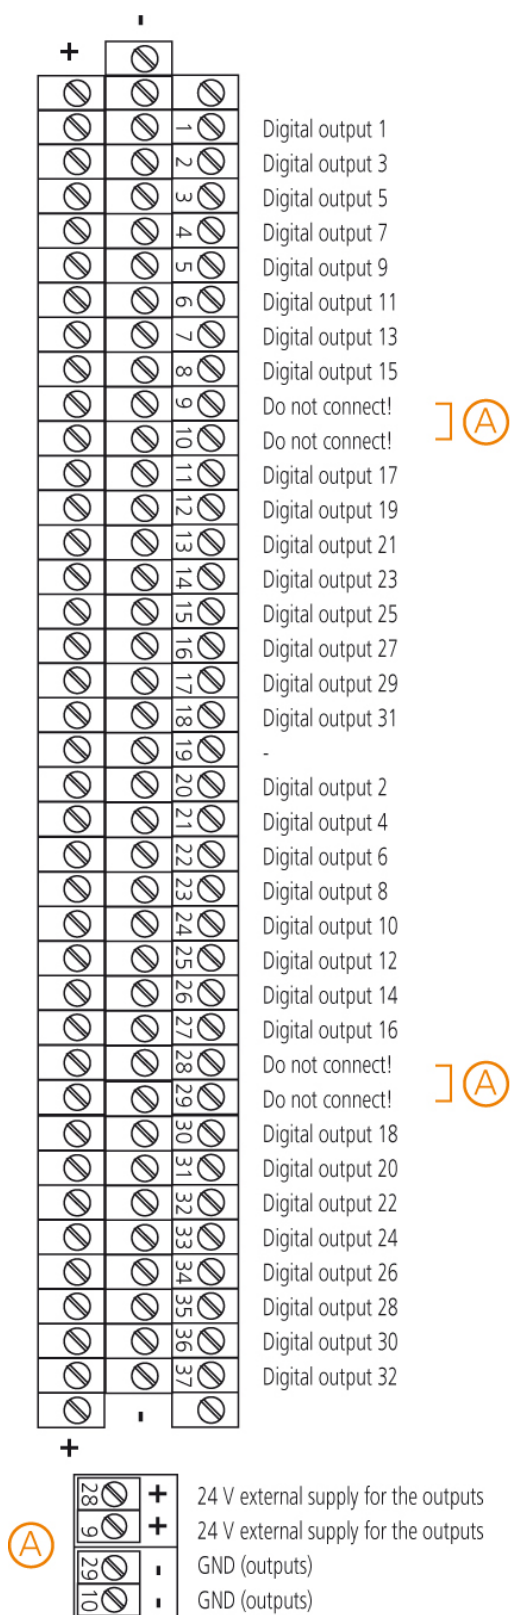 -
+
1 Digital output 1
2 Digital output 3
3 Digital output 5
4 Digital output 7
5 Digital output 9
6 Digital output 11
7 Digital output 13
8 Digital output 15
9 Do not connect!
A
10 Do not connect!
11 Digital output 17
12 Digital output 19
13 Digital output 21
14 Digital output 23
15 Digital output 25
16 Digital output 27
17 Digital output 29
18 Digital output 31
19 -
20 Digital output 2
21 Digital output 4
22 Digital output 6
23 Digital output 8
24 Digital output 10
25 Digital output 12
26 Digital output 14
27 Digital output 16
28 Do not connect!
A
29 Do not connect!
30 Digital output 18
31 Digital output 20
32 Digital output 22
33 Digital output 24
34 Digital output 26
35 Digital output 28
36 Digital output 30
37 Digital output 32
-
+
28 + 24 V external supply for the outputs
9 + 24 V external supply for the outputs
A
29 - GND (outputs)
10 - GND (outputs)